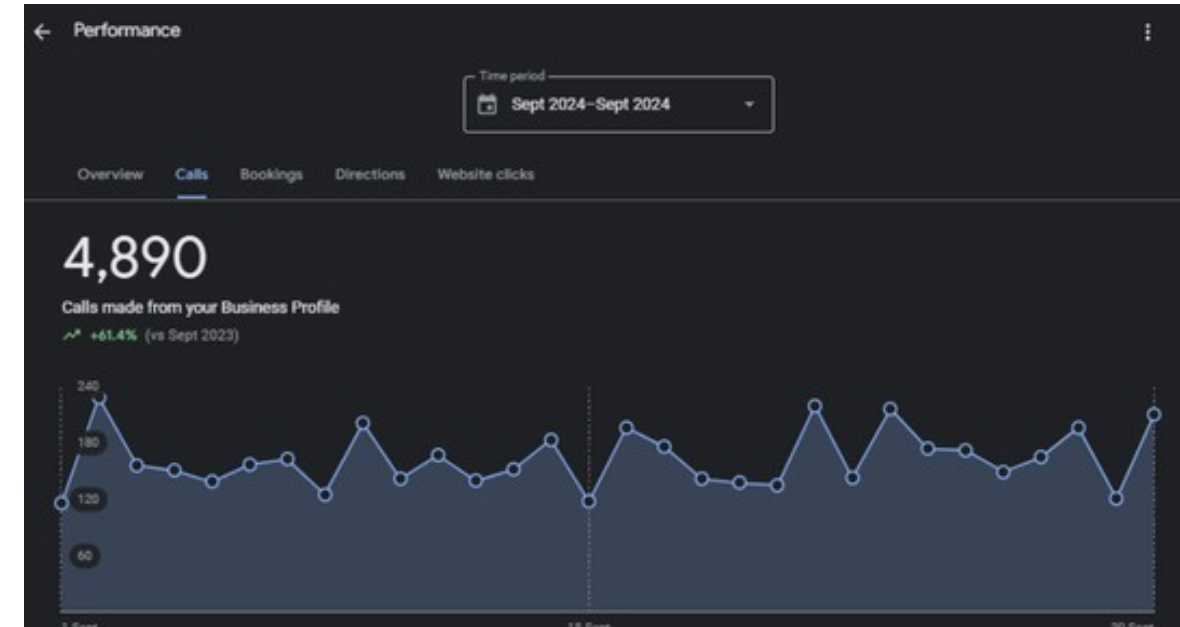 Performance
Time period
Sept 2024–Sept 2024
Overview Calls Bookings Directions Website clicks
4,890
Calls made from your Business Profile
+61.4% (vs Sept 2023)
240
180
120
60